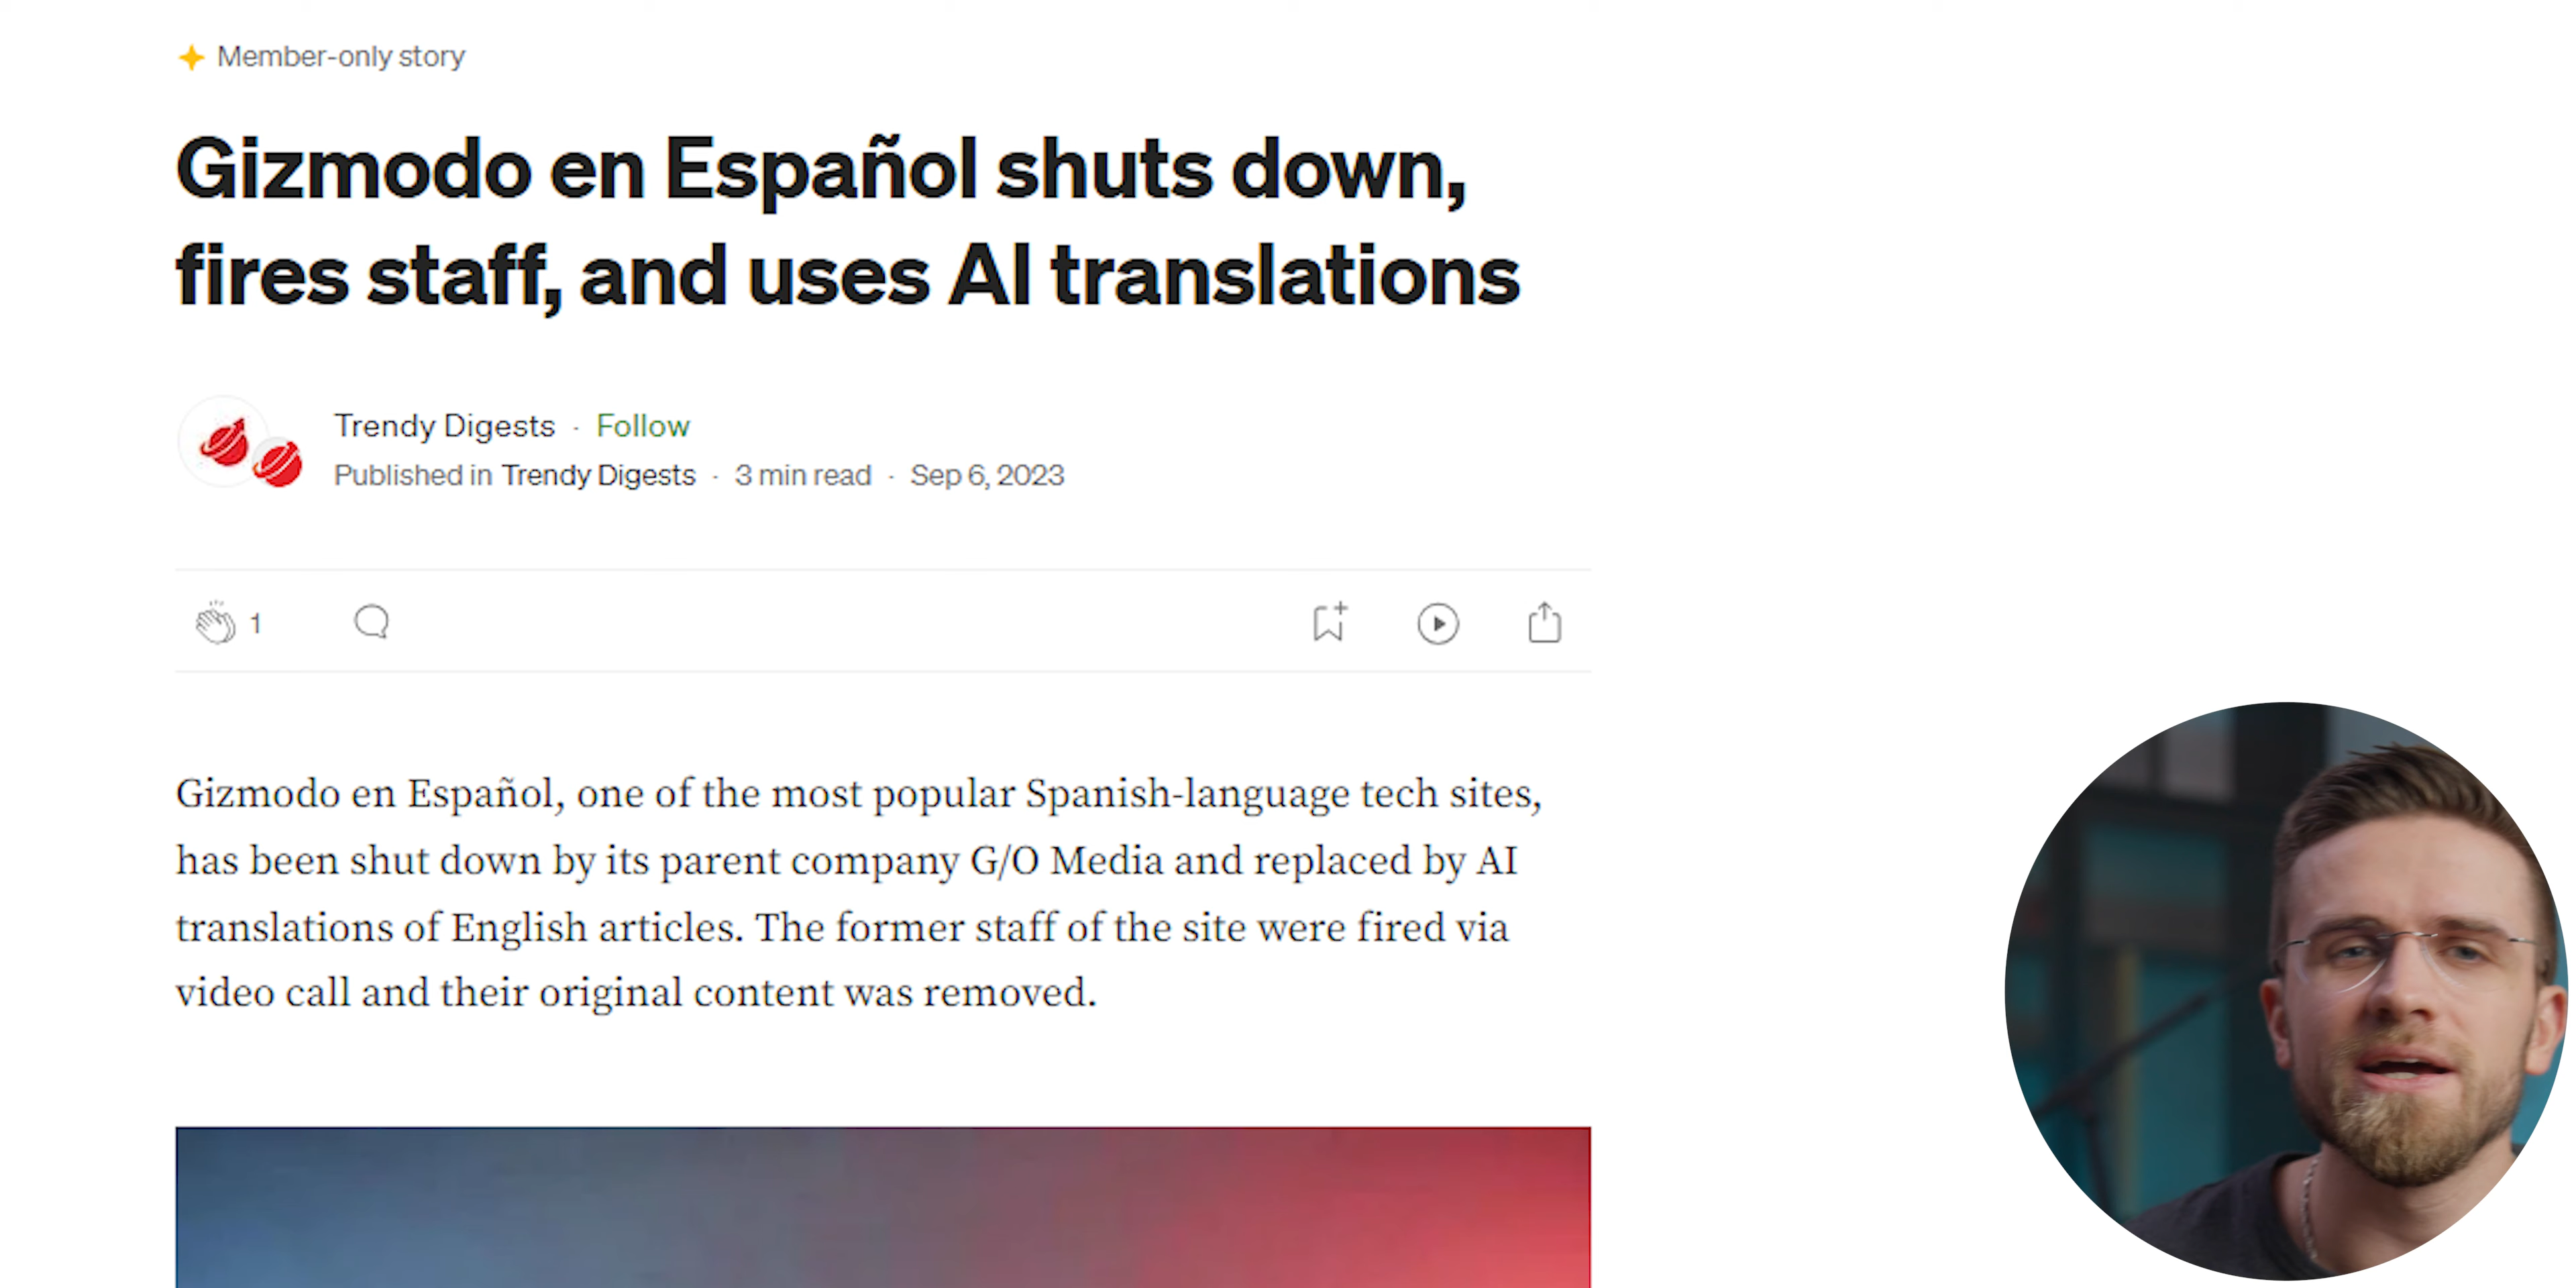 Member-only story
Gizmodo en Español shuts down,
fires staff, and uses AI translations
Trendy Digests · Follow
Published in Trendy Digests · 3 min read · Sep 6, 2023
1
Gizmodo en Español, one of the most popular Spanish-language tech sites,
has been shut down by its parent company G/O Media and replaced by AI
translations of English articles. The former staff of the site were fired via
video call and their original content was removed.